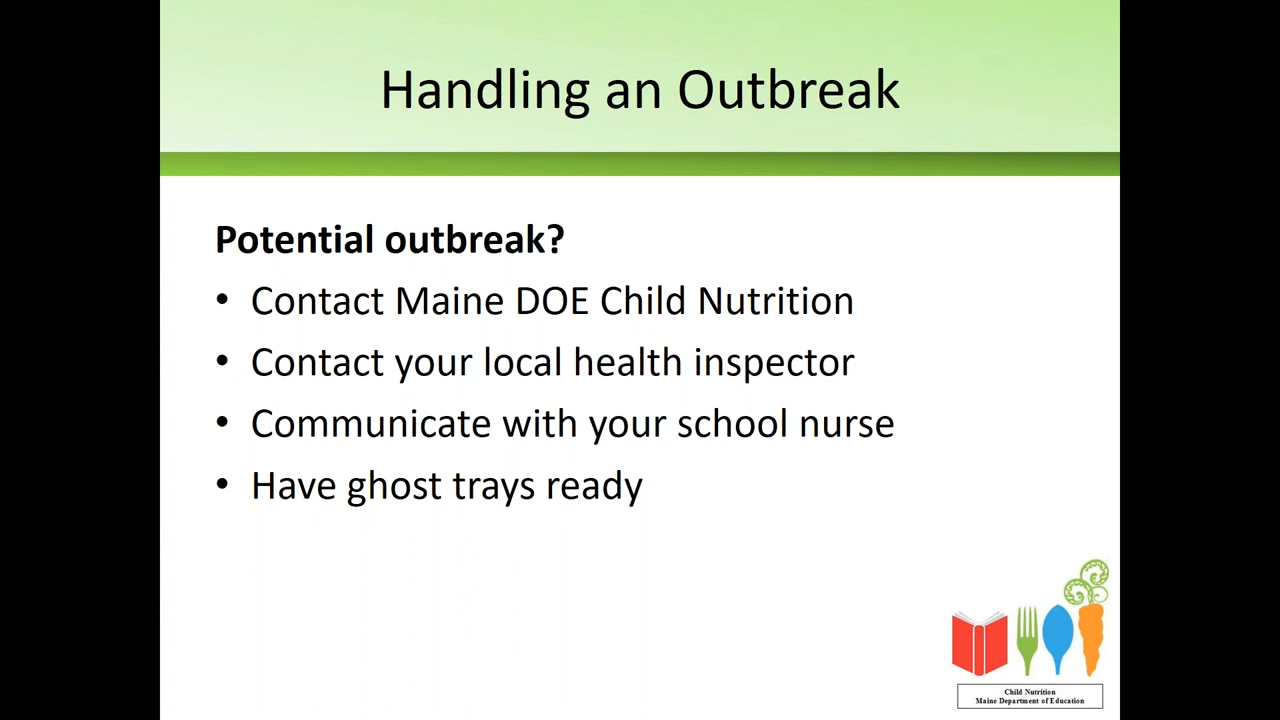 Handling an Outbreak
Potential outbreak?
• Contact Maine DOE Child Nutrition
• Contact your local health inspector
• Communicate with your school nurse
• Have ghost trays ready
Child Nutrition
Maine Department of Education